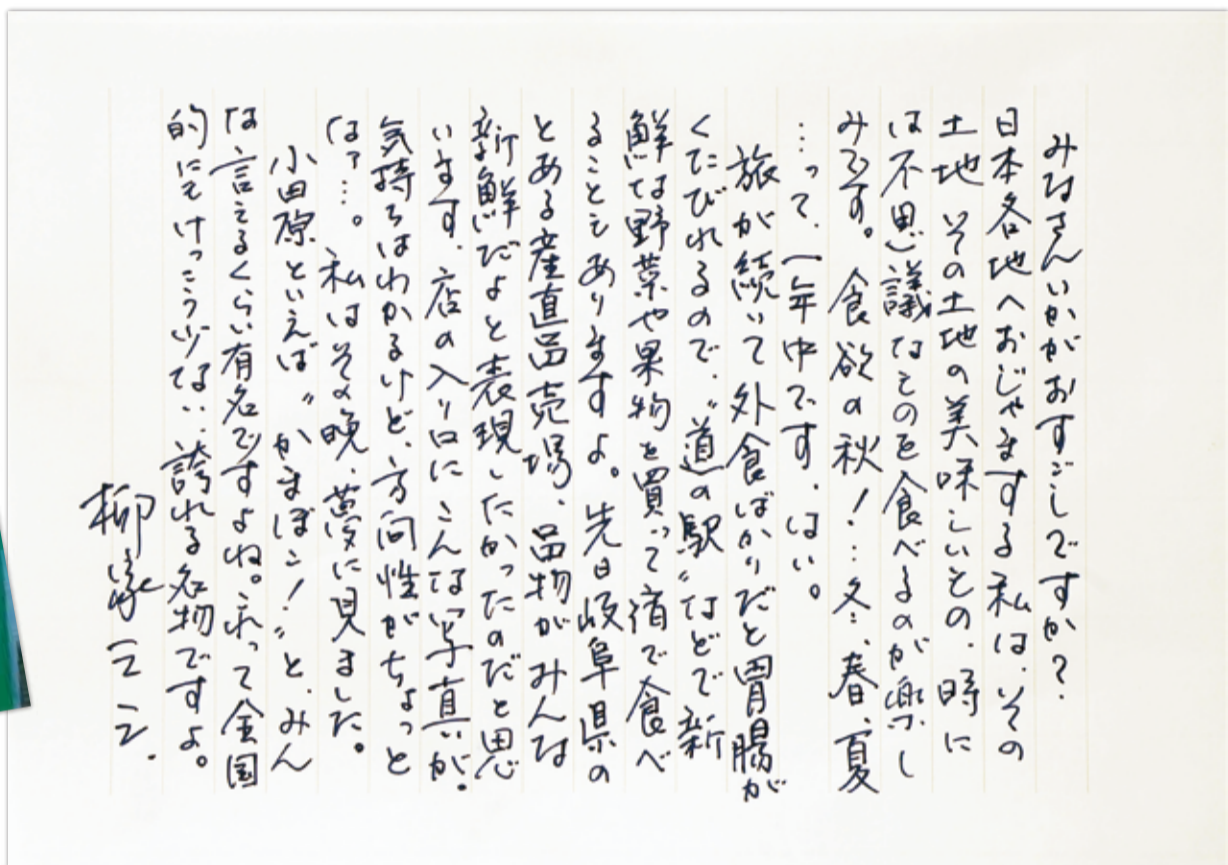 みなさんいかがおすごしですか?
日本各地へおじゃまする私は、その
土地その土地の美味しいもの、時に
は不思議なものを食べるのが楽し
みです。食欲の秋!…冬、春、夏
…って、一年中です、はい。
旅が続いて外食ばかりだと胃腸が
くたびれるので、〝道の駅〟などで新
鮮な野菜や果物を買って宿で食べ
ることもありますよ。先日岐阜県の
とある産直品売場、品物がみんな
新鮮だよと表現したかったのだと思
います、店の入り口にこんな写真が。
気持ちはわかるけど、方向性がちょっと
なァ…。私はその晩、夢に見ました。
小田原といえば〝かまぼこ!〟と、みん
な言えるくらい有名ですよね。これって全国
的にもけっこう少ない、誇れる名物ですよ。
柳家三三